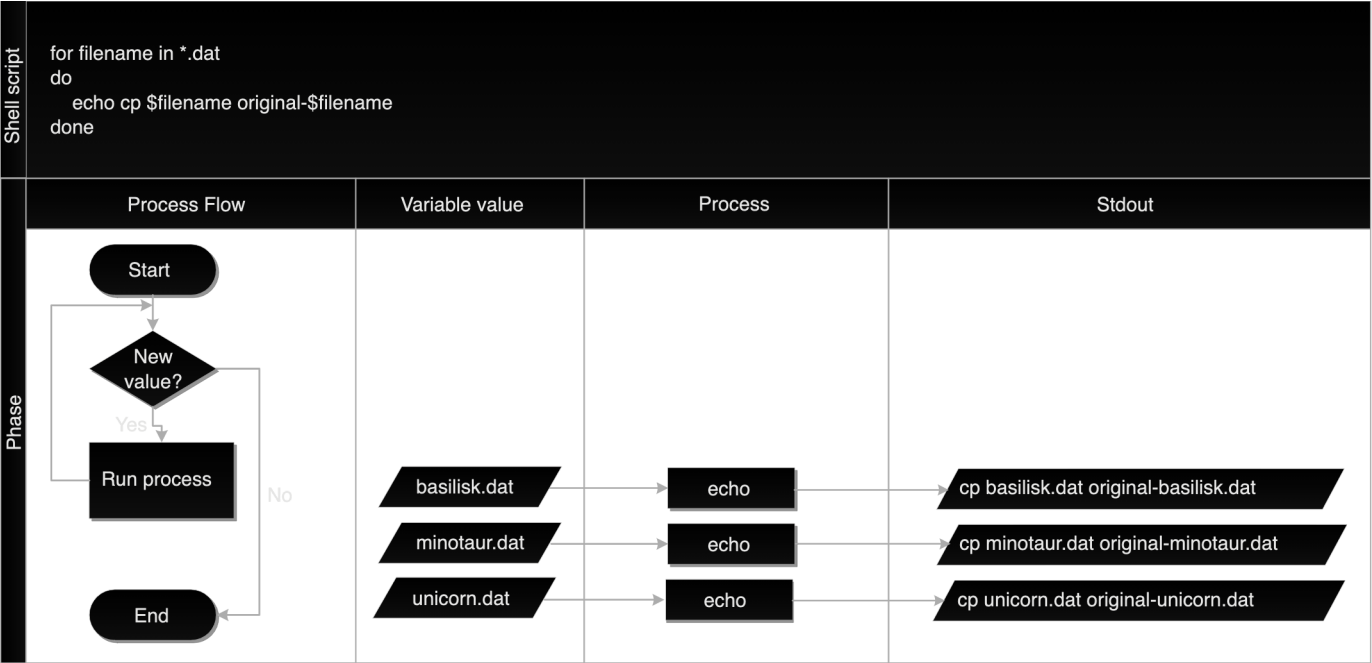 Shell script
for filename in *.dat
do
echo cp $filename original-$filename
done
Phase
Process Flow
Variable value
Process
Stdout
Start
New
value?
Yes
Run process
No
End
basilisk.dat
echo
cp basilisk.dat original-basilisk.dat
minotaur.dat
echo
cp minotaur.dat original-minotaur.dat
unicorn.dat
echo
cp unicorn.dat original-unicorn.dat